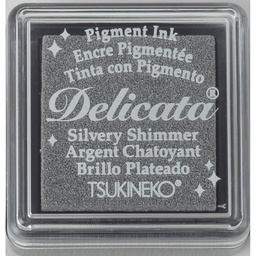 Pigment Ink
Encre Pigmentée
Tinta con Pigmento
Delicata®
Silvery Shimmer
Argent Chatoyant
Brillo Plateado
TSUKINEKO®